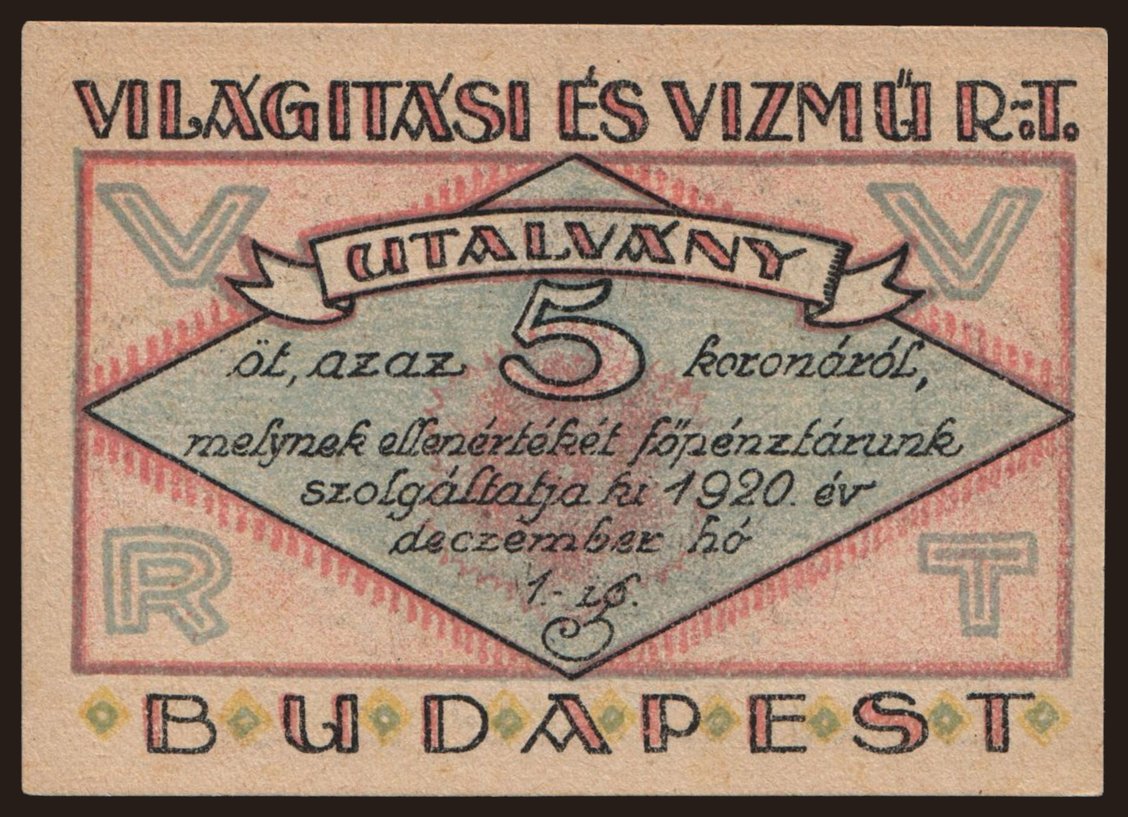 VILÁGITÁSI ÉS VIZMŰ R.-T.
V V
UTALVÁNY
öt, azaz 5 koronáról,
melynek ellenértékét főpénztárunk
szolgáltatja ki 1920. év
deczember hó
1.-ig.
R T
BUDAPEST